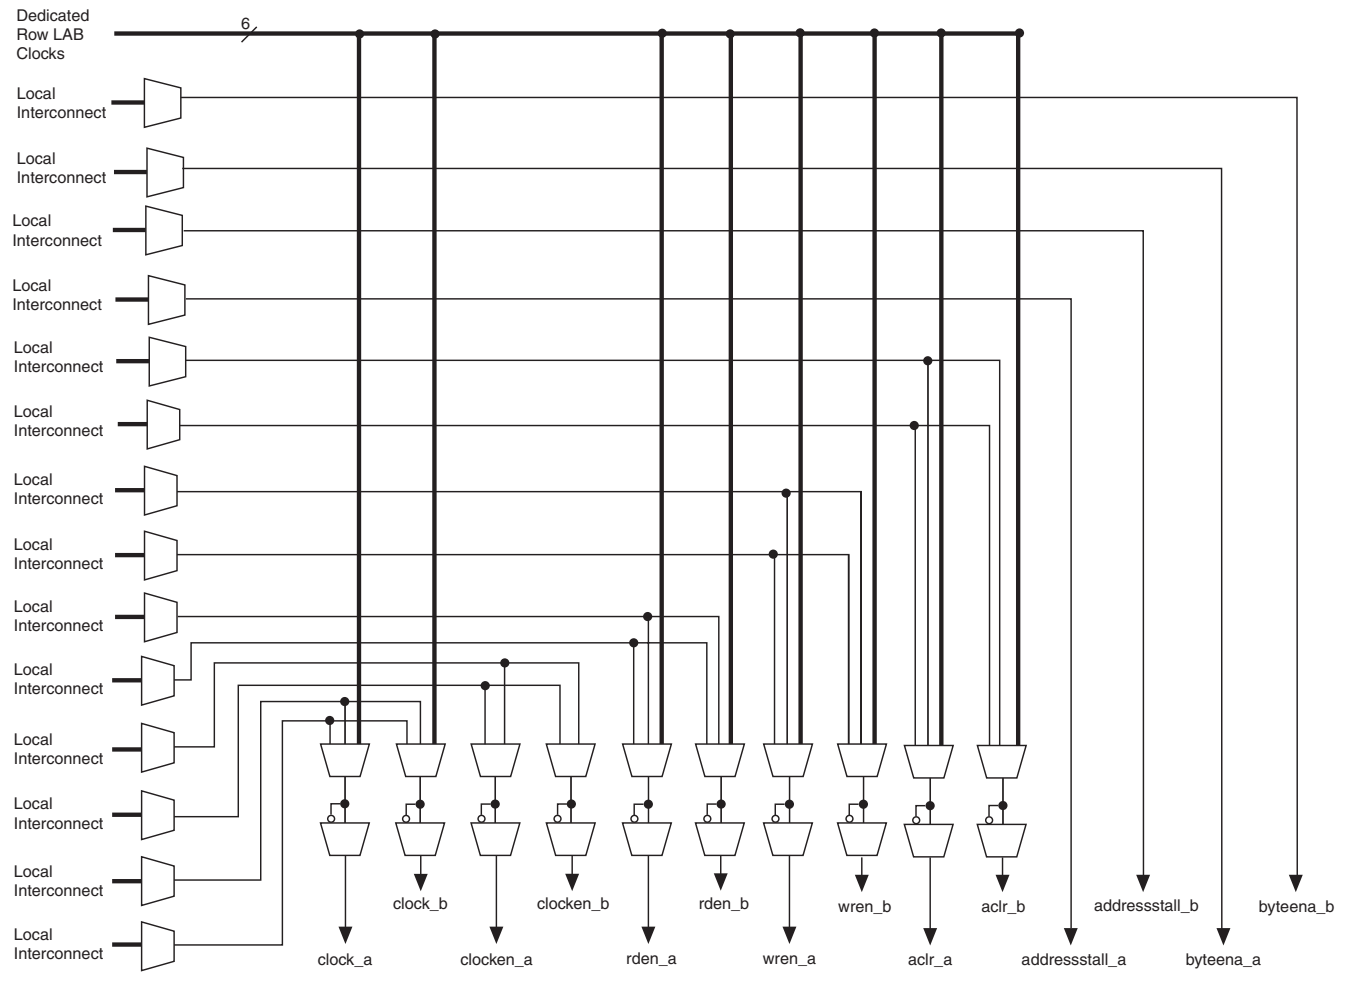 Dedicated
Row LAB
Clocks
6
Local
Interconnect
Local
Interconnect
Local
Interconnect
Local
Interconnect
Local
Interconnect
Local
Interconnect
Local
Interconnect
Local
Interconnect
Local
Interconnect
Local
Interconnect
Local
Interconnect
Local
Interconnect
Local
Interconnect
Local
Interconnect
clock_b
clocken_b
rden_b
wren_b
aclr_b
addressstall_b
byteena_b
clock_a
clocken_a
rden_a
wren_a
aclr_a
addressstall_a
byteena_a